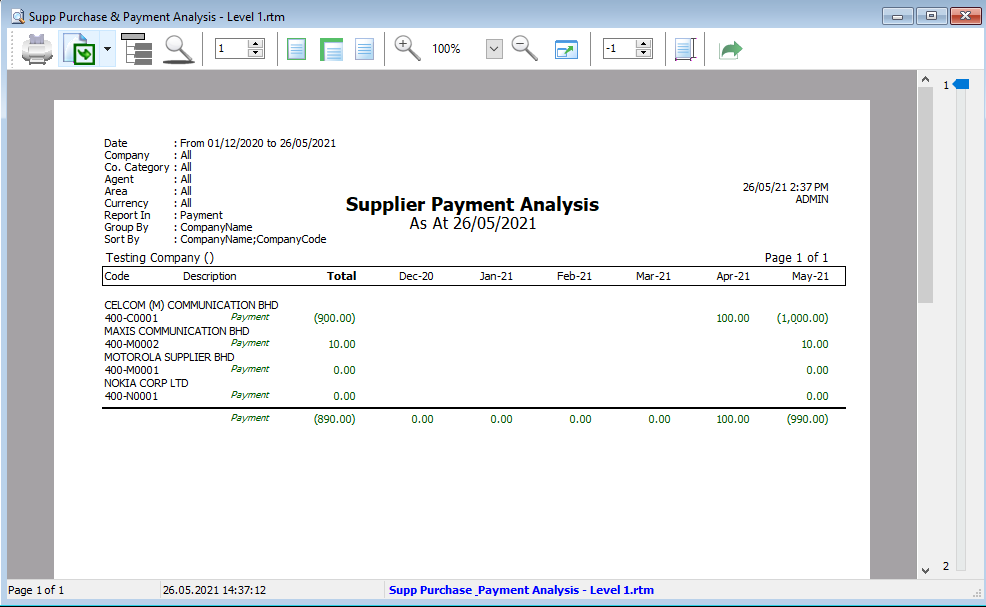 Supp Purchase & Payment Analysis - Level 1.rtm
1 100% -1
1
Date : From 01/12/2020 to 26/05/2021
Company : All
Co. Category : All
Agent : All
Area : All
Currency : All
Report In : Payment
Group By : CompanyName
Sort By : CompanyName;CompanyCode
26/05/21 2:37 PM
ADMIN
Supplier Payment Analysis
As At 26/05/2021
Testing Company () Page 1 of 1
Code Description Total Dec-20 Jan-21 Feb-21 Mar-21 Apr-21 May-21
CELCOM (M) COMMUNICATION BHD
400-C0001 Payment (900.00) 100.00 (1,000.00)
MAXIS COMMUNICATION BHD
400-M0002 Payment 10.00 10.00
MOTOROLA SUPPLIER BHD
400-M0001 Payment 0.00 0.00
NOKIA CORP LTD
400-N0001 Payment 0.00 0.00
Payment (890.00) 0.00 0.00 0.00 0.00 100.00 (990.00)
2
Page 1 of 1 26.05.2021 14:37:12 Supp Purchase _Payment Analysis - Level 1.rtm